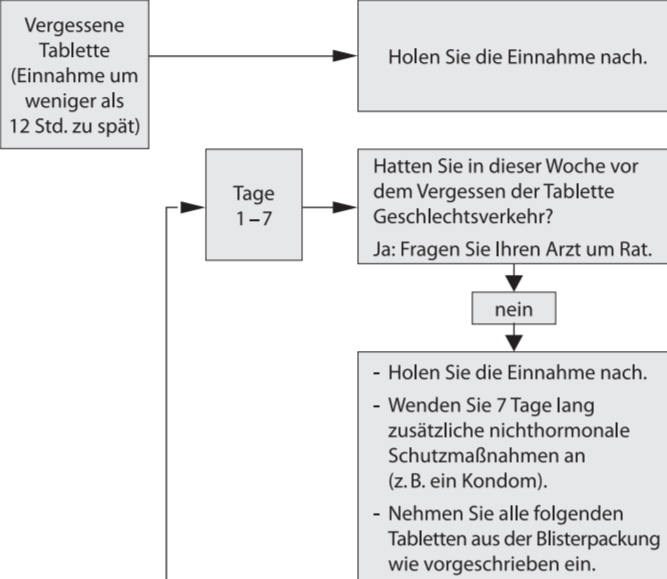 Vergessene
Tablette
(Einnahme um
weniger als
12 Std. zu spät)
Holen Sie die Einnahme nach.
Tage
1–7
Hatten Sie in dieser Woche vor
dem Vergessen der Tablette
Geschlechtsverkehr?
Ja: Fragen Sie Ihren Arzt um Rat.
nein
- Holen Sie die Einnahme nach.
- Wenden Sie 7 Tage lang
zusätzliche nichthormonale
Schutzmaßnahmen an
(z. B. ein Kondom).
- Nehmen Sie alle folgenden
Tabletten aus der Blisterpackung
wie vorgeschrieben ein.